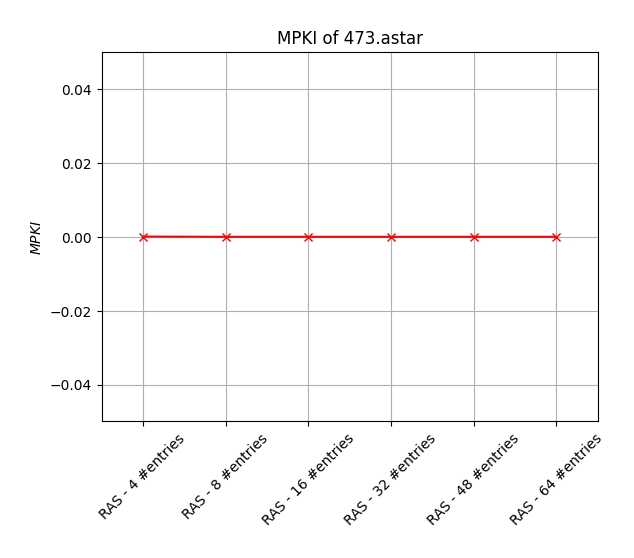 MPKI of 473.astar
MPKI
0.04
0.02
0.00
−0.02
−0.04
RAS - 4 #entries
RAS - 8 #entries
RAS - 16 #entries
RAS - 32 #entries
RAS - 48 #entries
RAS - 64 #entries